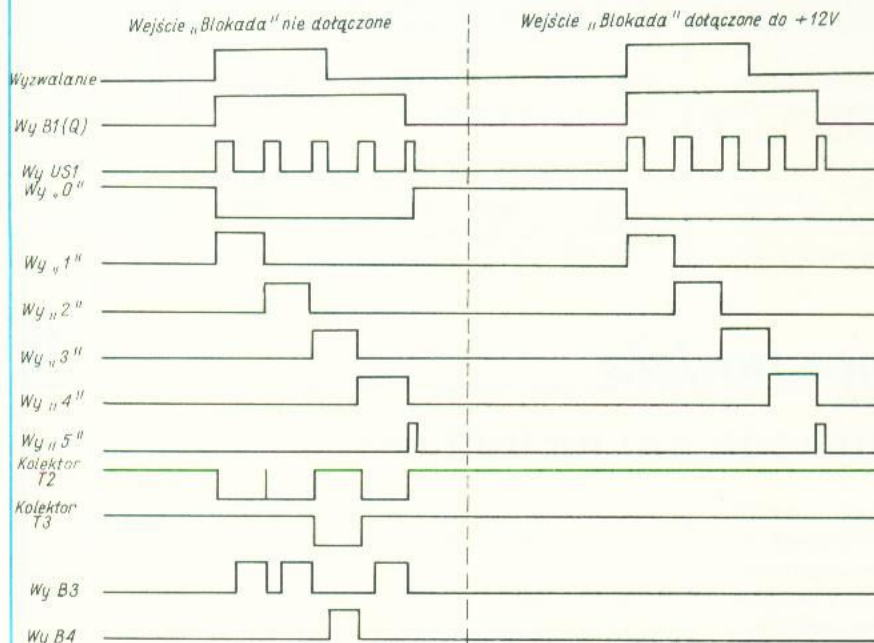 Wejście „Blokada" nie dołączone
Wejście „Blokada" dołączone do +12V
Wyzwalanie
Wy B1(Q)
Wy US1
Wy „0"
Wy „1"
Wy „2"
Wy „3"
Wy „4"
Wy „5"
Kolektor
T2
Kolektor
T3
Wy B3
Wy B4